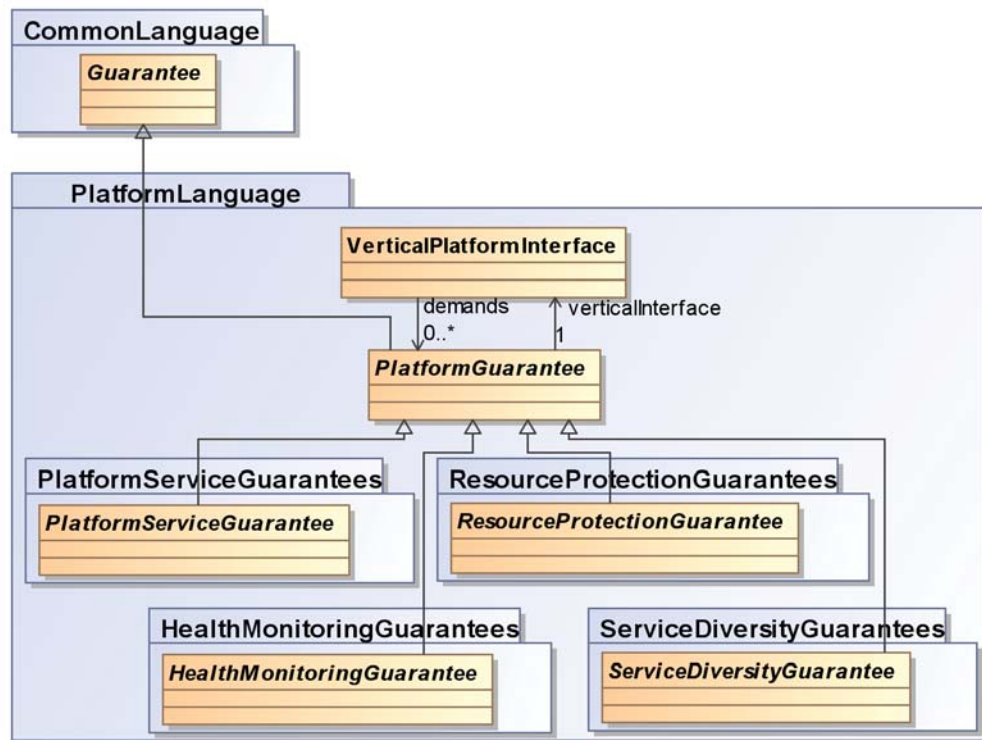 CommonLanguage
Guarantee
PlatformLanguage
VerticalPlatformInterface
demands
verticalInterface
0..*
1
PlatformGuarantee
PlatformServiceGuarantees
ResourceProtectionGuarantees
PlatformServiceGuarantee
ResourceProtectionGuarantee
HealthMonitoringGuarantees
ServiceDiversityGuarantees
HealthMonitoringGuarantee
ServiceDiversityGuarantee